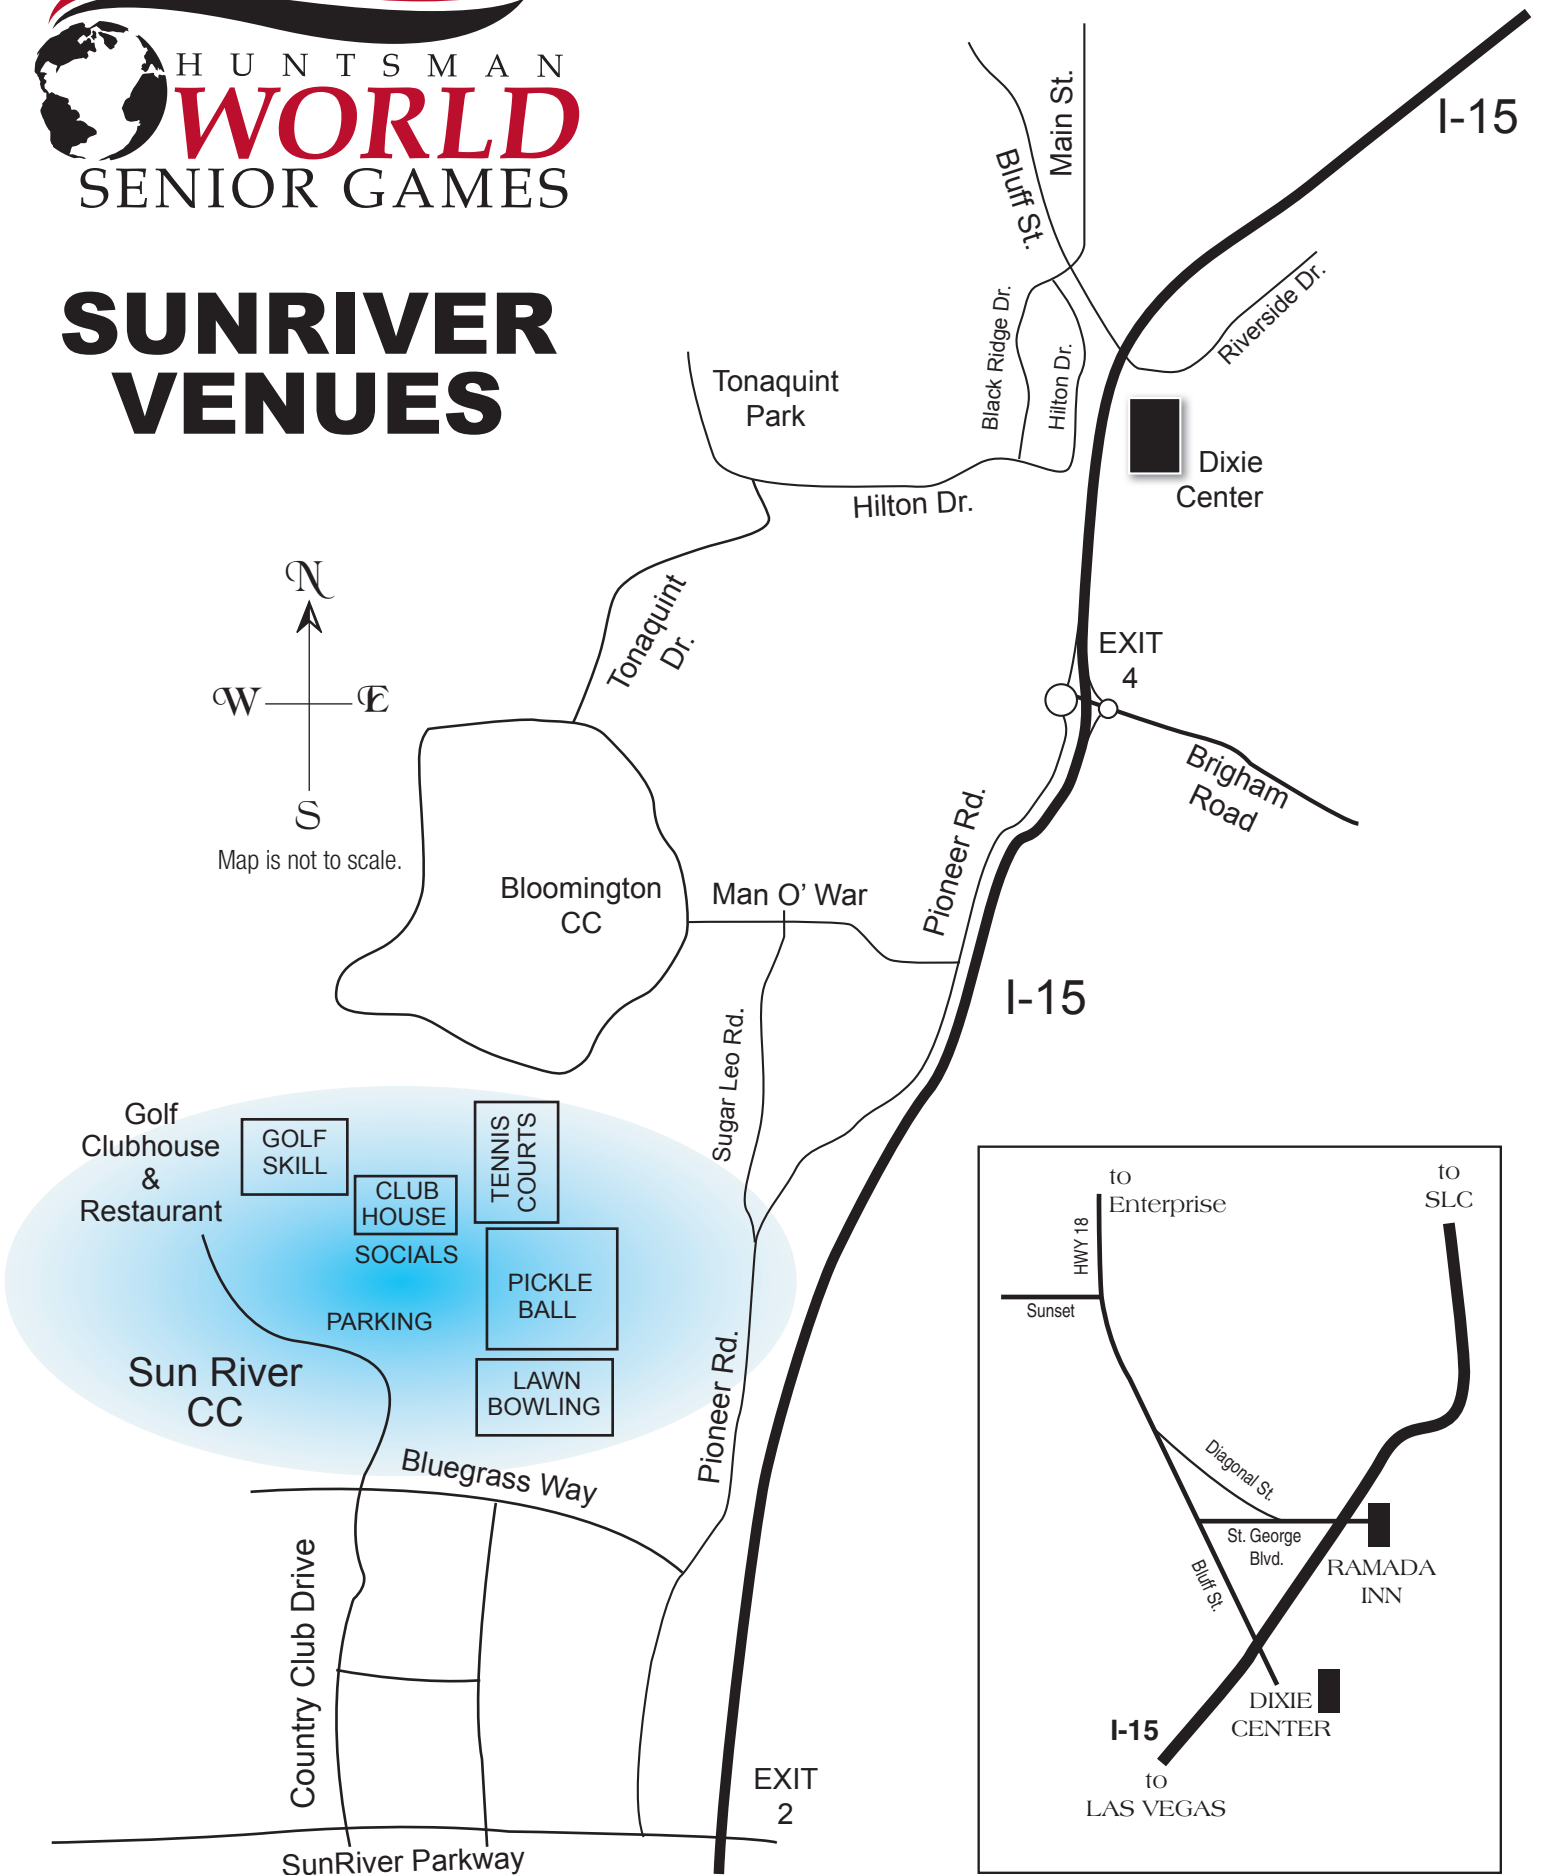 HUNTSMAN
WORLD
SENIOR GAMES
SUNRIVER
VENUES
I-15
Main St.
Bluff St.
Riverside Dr.
Black Ridge Dr.
Hilton Dr.
Tonaquint
Park
Dixie
Center
Hilton Dr.
N
W
E
S
Map is not to scale.
Tonaquint
Dr.
EXIT
4
Brigham
Road
Pioneer Rd.
Bloomington
CC
Man O' War
I-15
Sugar Leo Rd.
Golf
Clubhouse
&
Restaurant
GOLF
SKILL
CLUB
HOUSE
TENNIS
COURTS
SOCIALS
PICKLE
BALL
PARKING
LAWN
BOWLING
Sun River
CC
Pioneer Rd.
Bluegrass Way
Country Club Drive
EXIT
2
SunRiver Parkway
to
Enterprise
to
SLC
HWY 18
Sunset
Diagonal St.
St. George
Blvd.
RAMADA
INN
Bluff St.
DIXIE
CENTER
I-15
to
LAS VEGAS